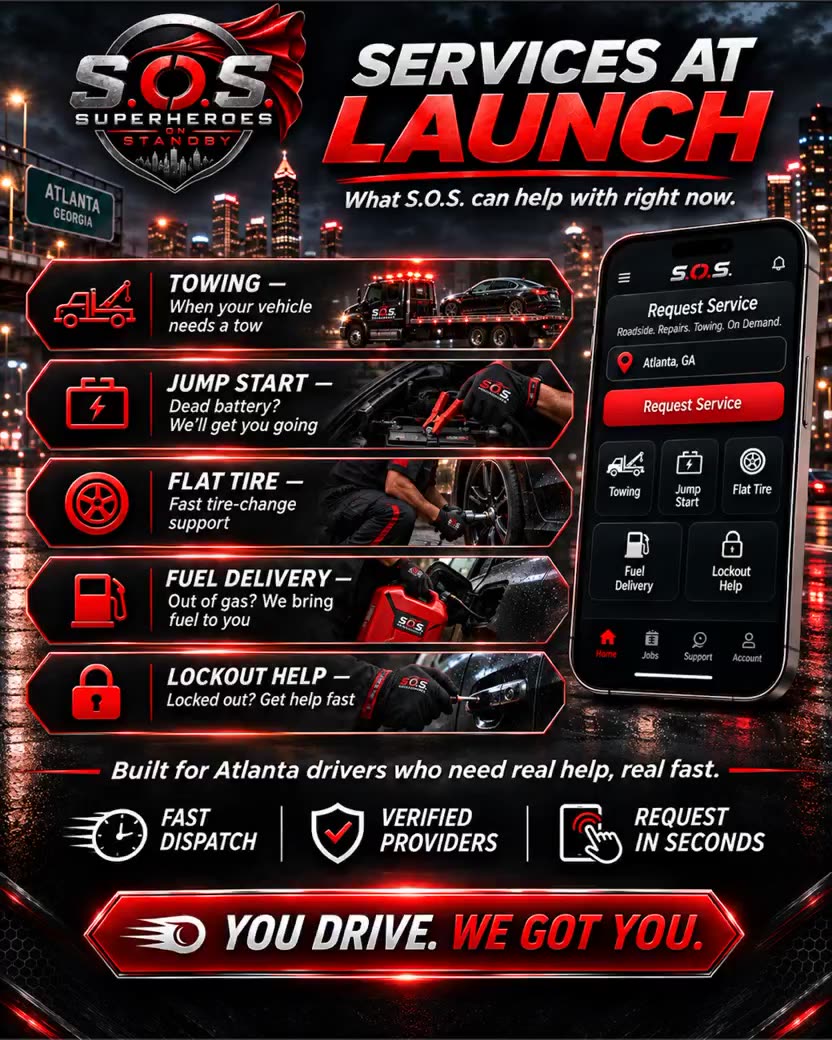 S.O.S.
SUPERHEROES
ON
STANDBY
SERVICES AT
LAUNCH
What S.O.S. can help with right now.
ATLANTA
GEORGIA
TOWING —
When your vehicle
needs a tow
S.O.S.
JUMP START —
Dead battery?
We'll get you going
S.O.S.
FLAT TIRE —
Fast tire-change
support
FUEL DELIVERY —
Out of gas? We bring
fuel to you
S.O.S.
LOCKOUT HELP —
Locked out? Get help fast
S.O.S.
S.O.S.
Request Service
Roadside. Repairs. Towing. On Demand.
Atlanta, GA
Request Service
Towing
Jump
Start
Flat Tire
Fuel
Delivery
Lockout
Help
Home
Jobs
Support
Account
Built for Atlanta drivers who need real help, real fast.
FAST
DISPATCH
VERIFIED
PROVIDERS
REQUEST
IN SECONDS
YOU DRIVE. WE GOT YOU.